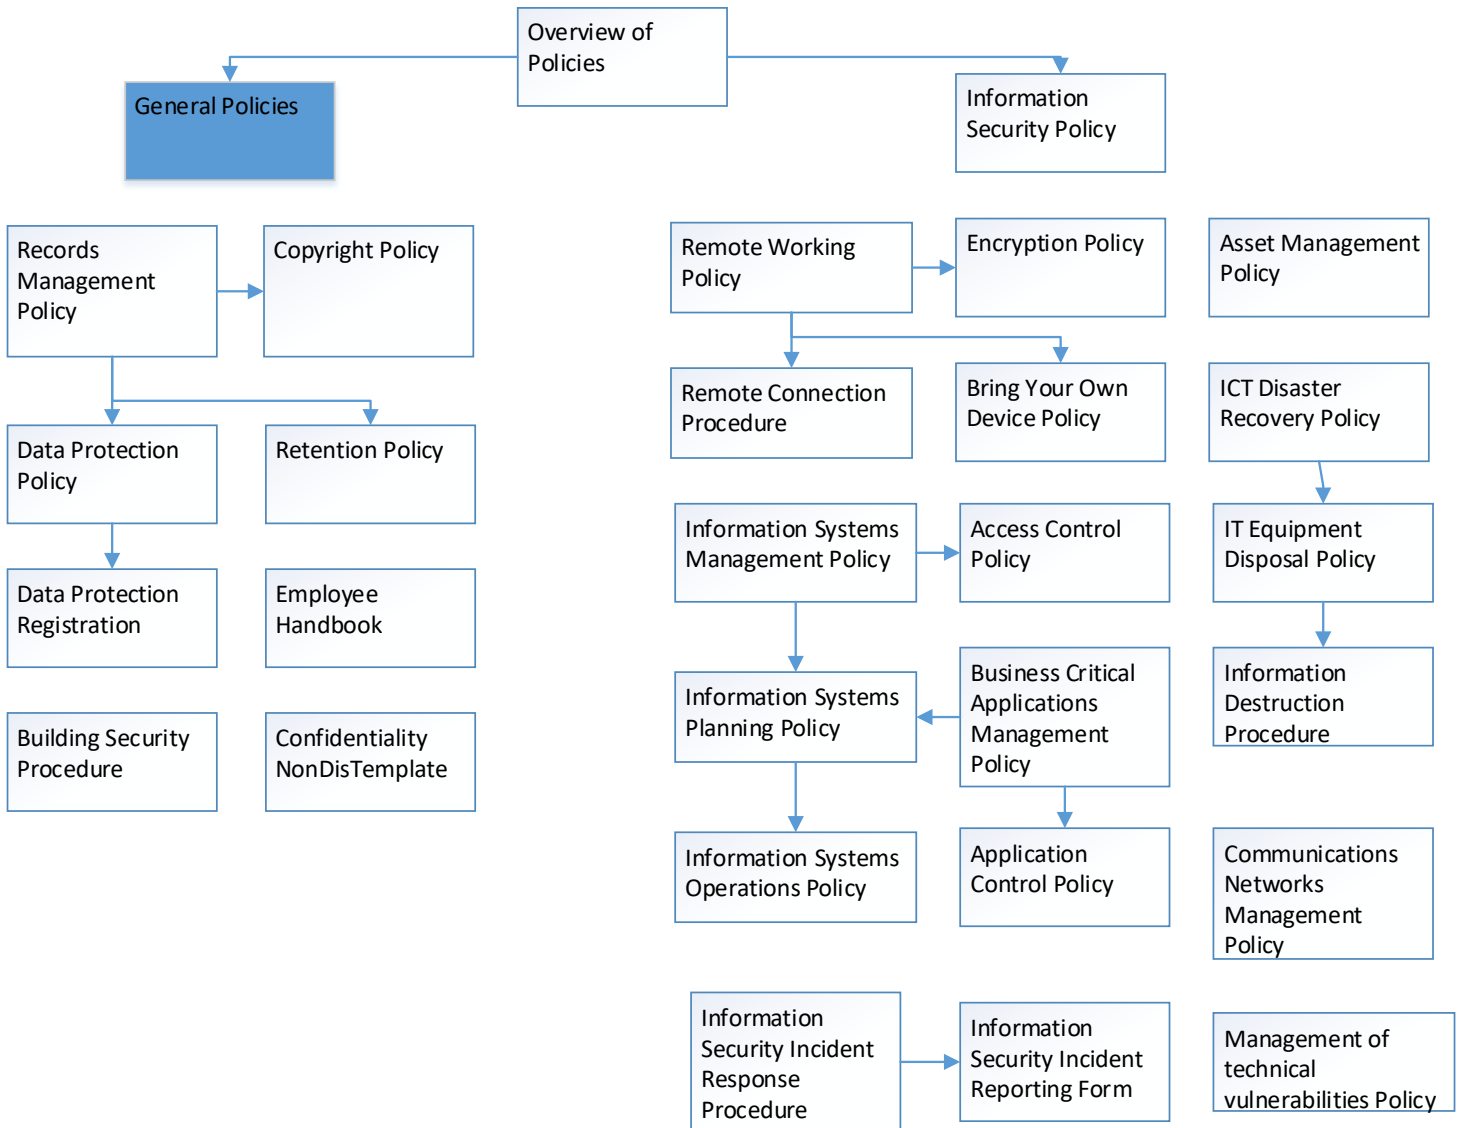 Overview of
Policies
General Policies
Information
Security Policy
Records
Management
Policy
Copyright Policy
Data Protection
Policy
Retention Policy
Data Protection
Registration
Employee
Handbook
Building Security
Procedure
Confidentiality
NonDisTemplate
Remote Working
Policy
Encryption Policy
Asset Management
Policy
Remote Connection
Procedure
Bring Your Own
Device Policy
ICT Disaster
Recovery Policy
Information Systems
Management Policy
Access Control
Policy
IT Equipment
Disposal Policy
Information Systems
Planning Policy
Business Critical
Applications
Management
Policy
Information
Destruction
Procedure
Information Systems
Operations Policy
Application
Control Policy
Communications
Networks
Management
Policy
Information
Security Incident
Response
Procedure
Information
Security Incident
Reporting Form
Management of
technical
vulnerabilities Policy